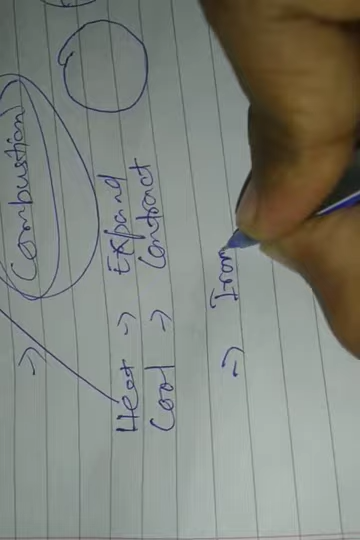 → Combustion
Heat → Expand
Cool → Contract
→ Iron